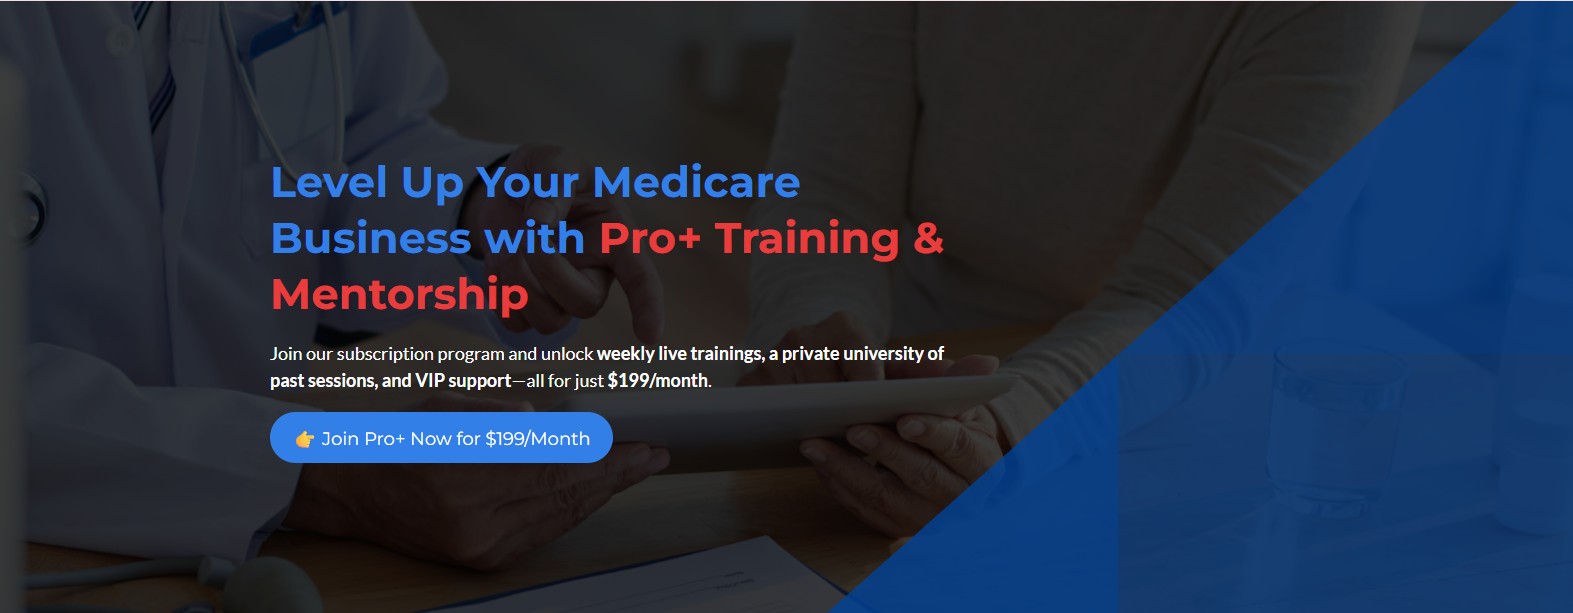 Level Up Your Medicare
Business with Pro+ Training &
Mentorship
Join our subscription program and unlock weekly live trainings, a private university of
past sessions, and VIP support—all for just $199/month.
👉 Join Pro+ Now for $199/Month